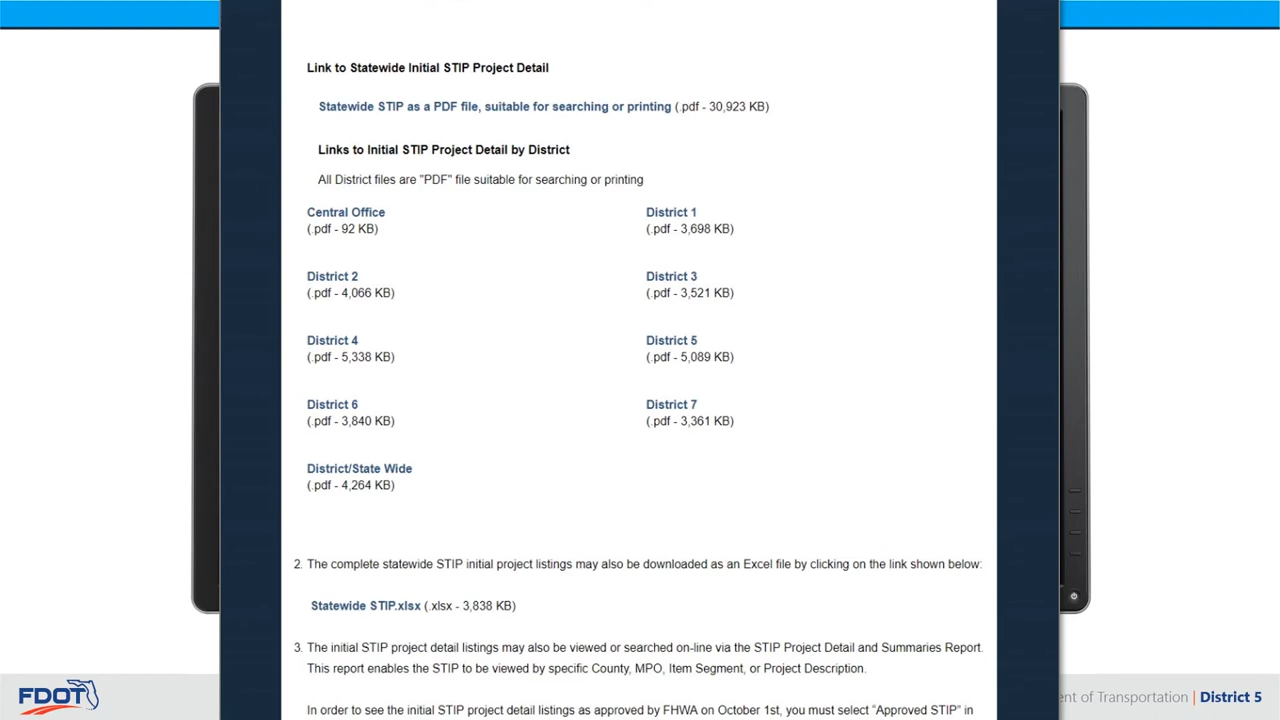 Link to Statewide Initial STIP Project Detail
Statewide STIP as a PDF file, suitable for searching or printing (.pdf - 30,923 KB)
Links to Initial STIP Project Detail by District
All District files are "PDF" file suitable for searching or printing
Central Office
(.pdf - 92 KB)
District 1
(.pdf - 3,698 KB)
District 2
(.pdf - 4,066 KB)
District 3
(.pdf - 3,521 KB)
District 4
(.pdf - 5,338 KB)
District 5
(.pdf - 5,089 KB)
District 6
(.pdf - 3,840 KB)
District 7
(.pdf - 3,361 KB)
District/State Wide
(.pdf - 4,264 KB)
2. The complete statewide STIP initial project listings may also be downloaded as an Excel file by clicking on the link shown below:
Statewide STIP.xlsx (.xlsx - 3,838 KB)
3. The initial STIP project detail listings may also be viewed or searched on-line via the STIP Project Detail and Summaries Report.
This report enables the STIP to be viewed by specific County, MPO, Item Segment, or Project Description.
In order to see the initial STIP project detail listings as approved by FHWA on October 1st, you must select “Approved STIP” in
FDOT
of Transportation | District 5